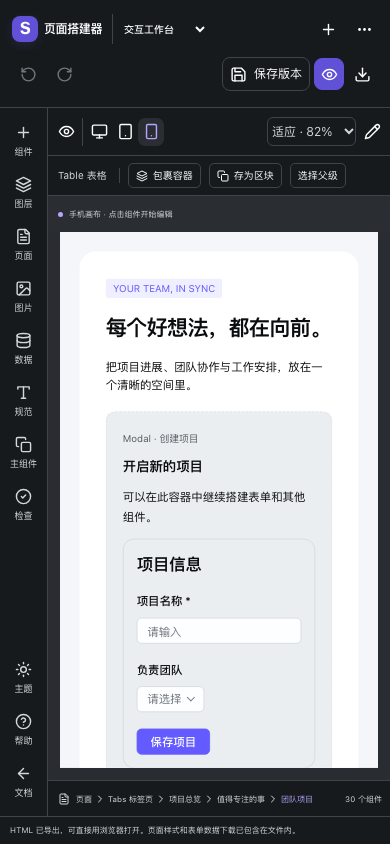 S 页面搭建器 交互工作台
保存版本
组件
图层
页面
图片
数据
规范
主组件
检查
主题
帮助
文档
适应 · 82%
Table 表格 包裹容器 存为区块 选择父级
手机画布 · 点击组件开始编辑
YOUR TEAM, IN SYNC
每个好想法，都在向前。
把项目进展、团队协作与工作安排，放在一
个清晰的空间里。
Modal · 创建项目
开启新的项目
可以在此容器中继续搭建表单和其他
组件。
项目信息
项目名称 *
请输入
负责团队
请选择
保存项目
页面 > Tabs 标签页 > 项目总览 > 值得专注的事 > 团队项目 30 个组件
HTML 已导出，可直接用浏览器打开。页面样式和表单数据下载已包含在文件内。